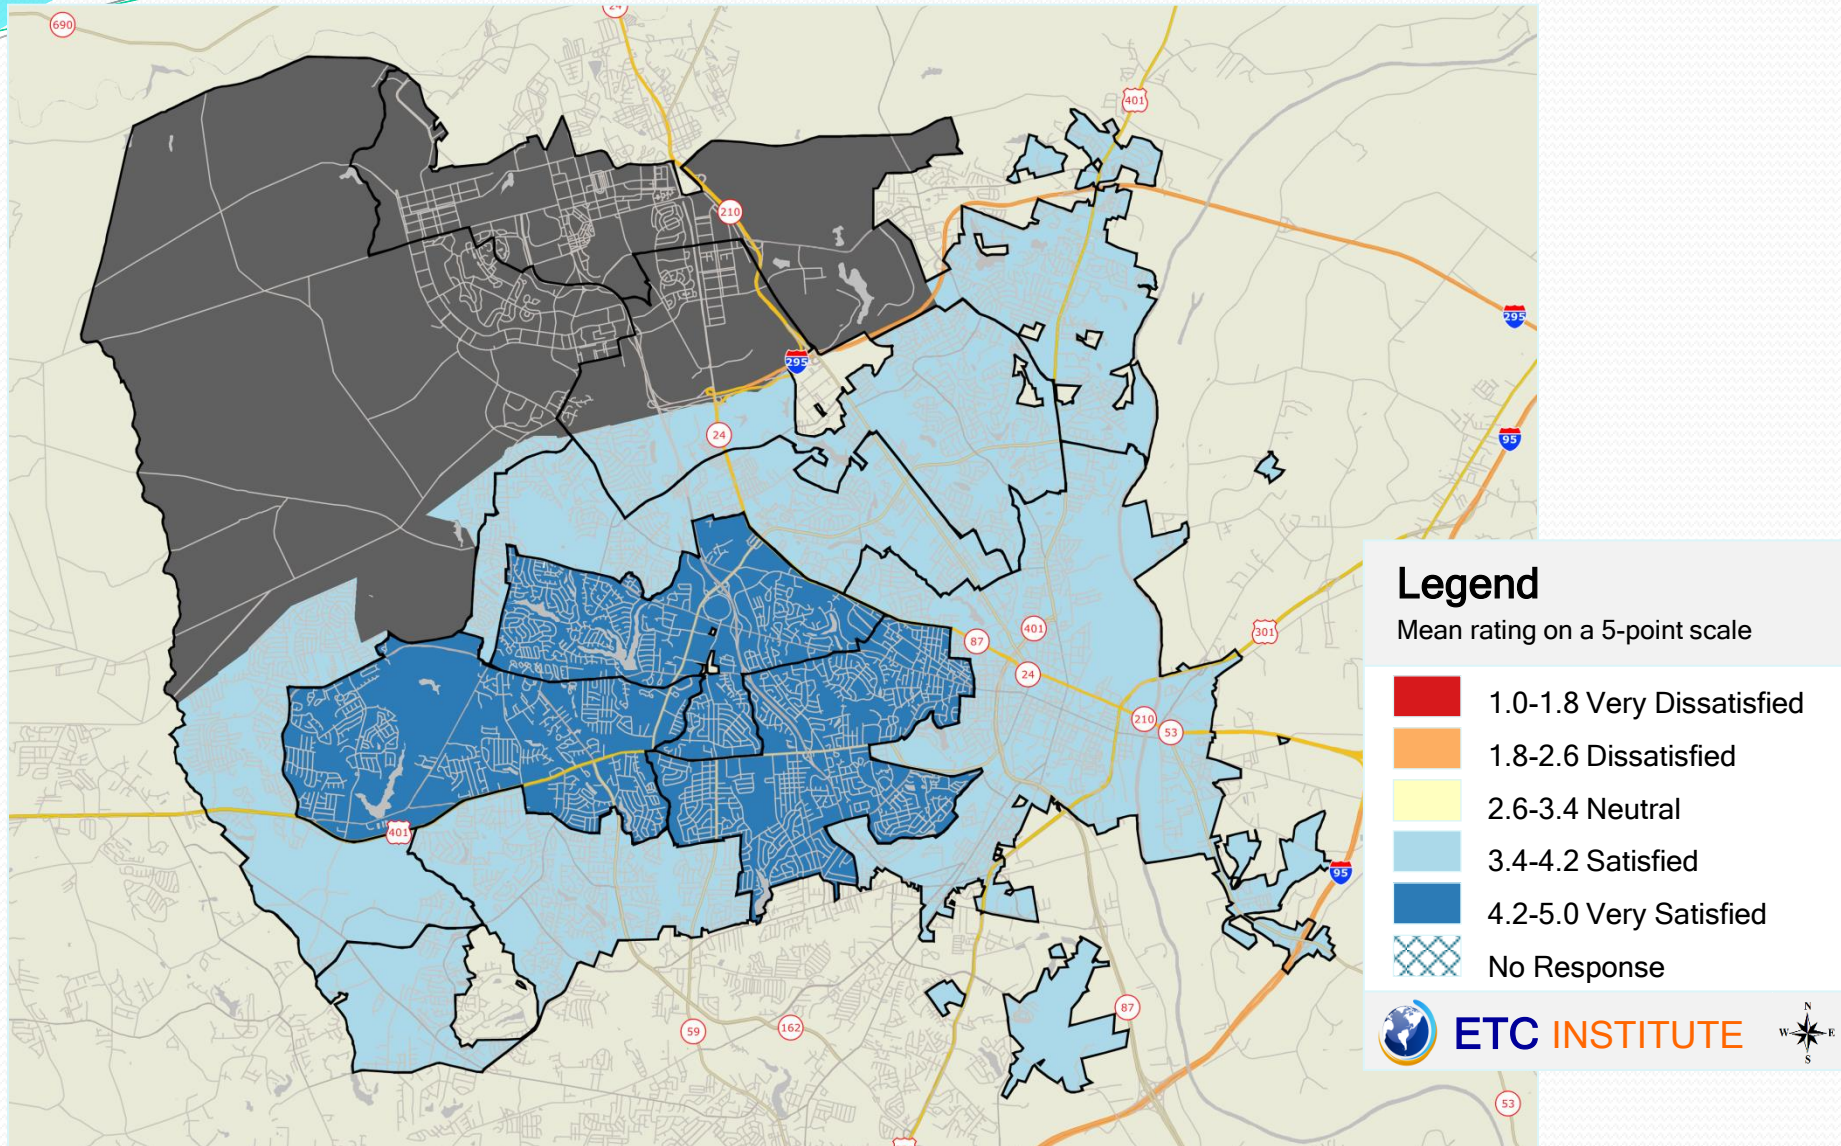 690
24
401
210
295
295
24
95
87
401
301
24
210
53
401
95
87
59
162
53
Legend
Mean rating on a 5-point scale
1.0-1.8 Very Dissatisfied
1.8-2.6 Dissatisfied
2.6-3.4 Neutral
3.4-4.2 Satisfied
4.2-5.0 Very Satisfied
No Response
ETC INSTITUTE
N
W E
S